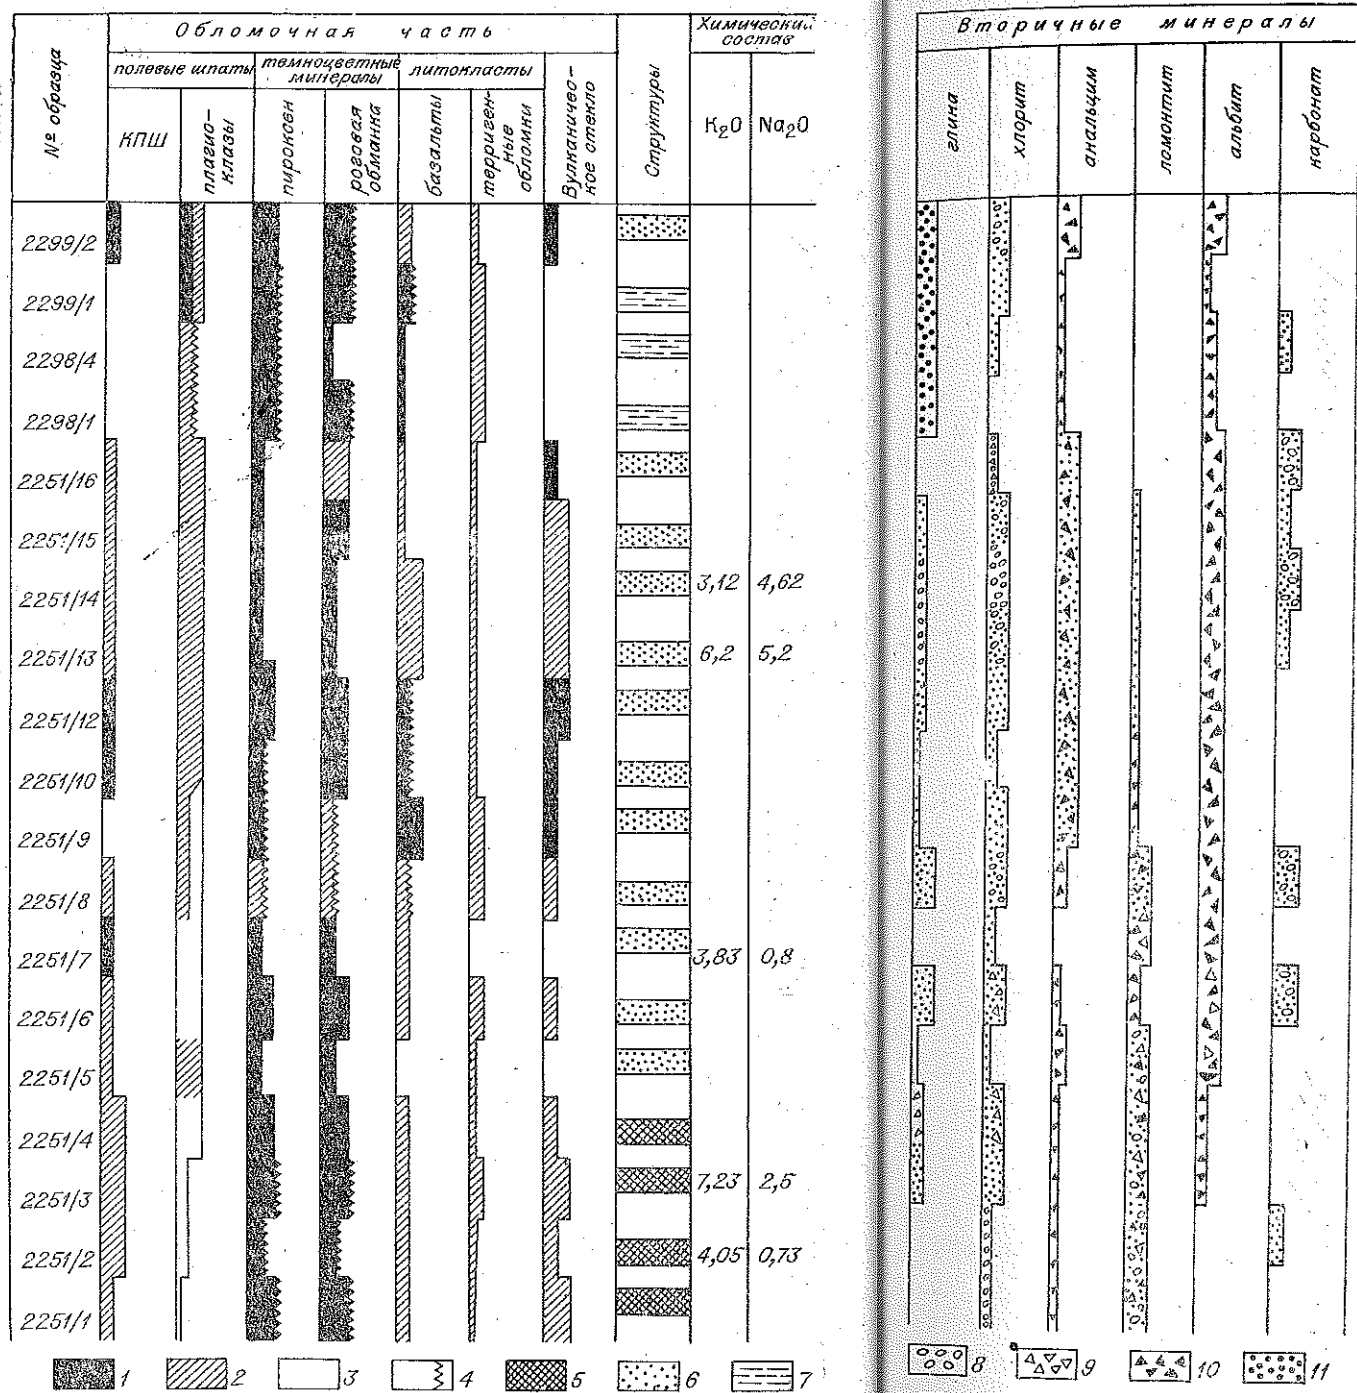 Обломочная часть
Химический состав
Вторичные минералы
№ образца
полевые шпаты
темноцветные минералы
литокласты
Вулканичес-
кое стекло
Структуры
K₂O
Na₂O
КПШ
плагио-
клазы
пироксен
роговая
обманка
базальты
терриген-
ные
обломки
глина
хлорит
анальцим
ломонтит
альбит
карбонат
2299/2
2299/1
2298/4
2298/1
2251/16
2251/15
2251/14 3,12 4,62
2251/13 6,2 5,2
2251/12
2251/10
2251/9
2251/8
2251/7 3,83 0,8
2251/6
2251/5
2251/4
2251/3 7,23 2,5
2251/2 4,05 0,73
2251/1
1 2 3 4 5 6 7 8 9 10 11